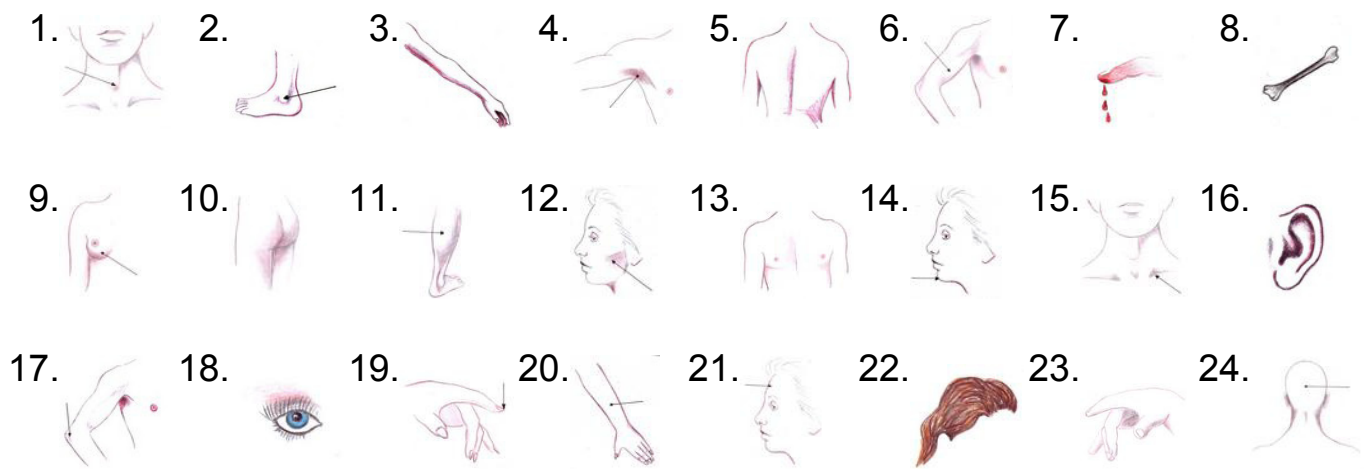 1. 2. 3. 4. 5. 6. 7. 8.
9. 10. 11. 12. 13. 14. 15. 16.
17. 18. 19. 20. 21. 22. 23. 24.